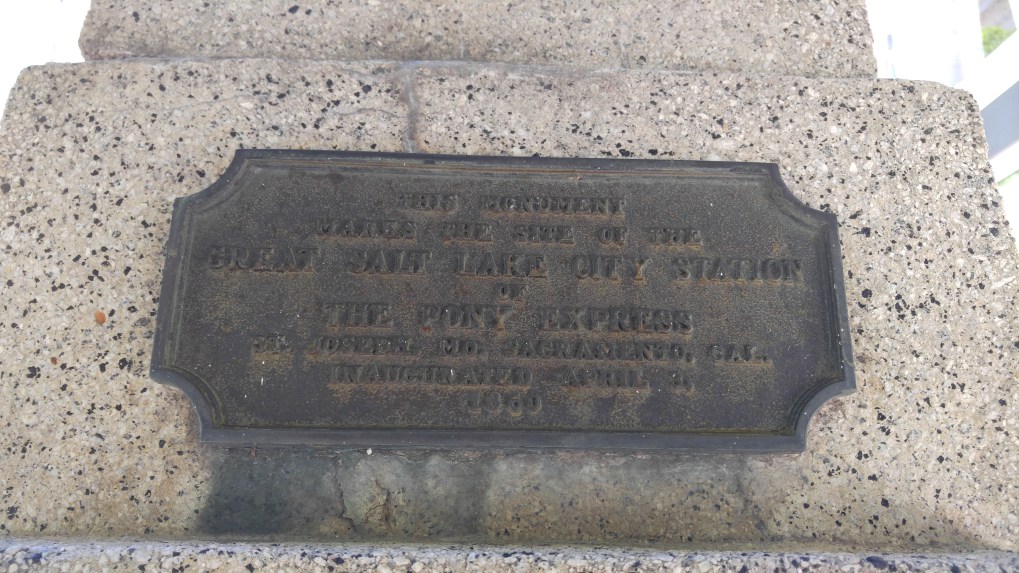 THIS MONUMENT
MARKS THE SITE OF THE
GREAT SALT LAKE CITY STATION
OF
THE PONY EXPRESS
ST. JOSEPH, MO. SACRAMENTO, CAL.
INAUGURATED APRIL 3,
1860